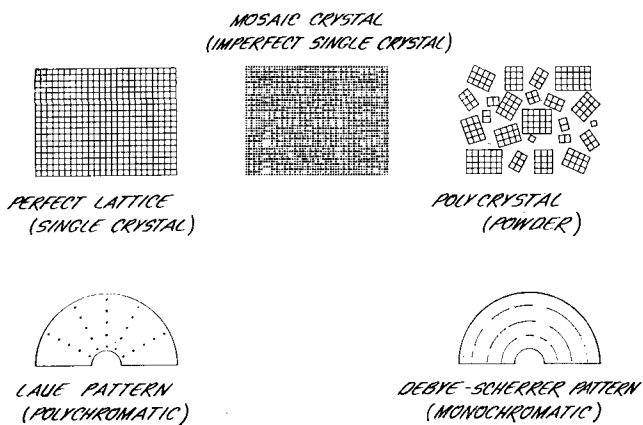 MOSAIC CRYSTAL
(IMPERFECT SINGLE CRYSTAL)
PERFECT LATTICE
(SINGLE CRYSTAL)
POLYCRYSTAL
(POWDER)
LAUE PATTERN
(POLYCHROMATIC)
DEBYE-SCHERRER PATTERN
(MONOCHROMATIC)